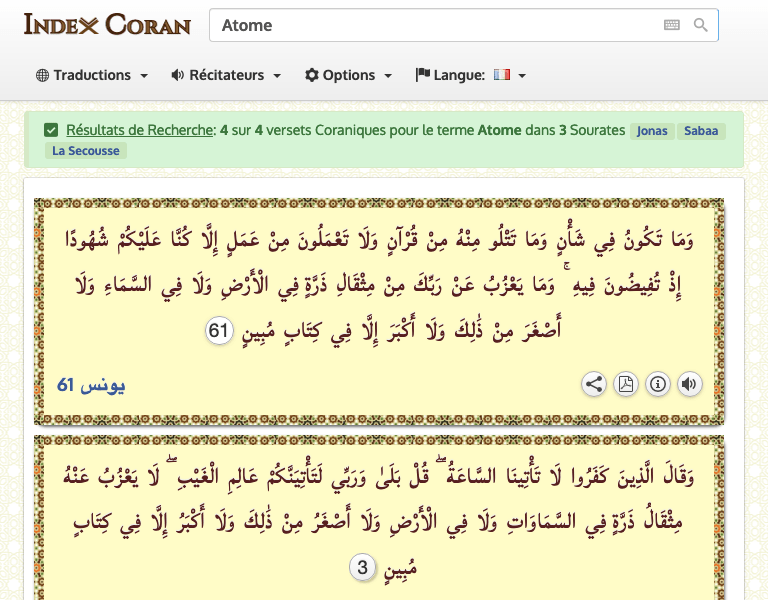 INDEX CORAN
Atome
Traductions Récitateurs Options Langue:
Résultats de Recherche: 4 sur 4 versets Coraniques pour le terme Atome dans 3 Sourates Jonas Sabaa
La Secousse
وَمَا تَكُونُ فِي شَأْنٍ وَمَا تَتْلُو مِنْهُ مِنْ قُرْآنٍ وَلَا تَعْمَلُونَ مِنْ عَمَلٍ إِلَّا كُنَّا عَلَيْكُمْ شُهُودًا
إِذْ تُفِيضُونَ فِيهِ ۚ وَمَا يَعْزُبُ عَنْ رَبِّكَ مِنْ مِثْقَالِ ذَرَّةٍ فِي الْأَرْضِ وَلَا فِي السَّمَاءِ وَلَا
أَصْغَرَ مِنْ ذَٰلِكَ وَلَا أَكْبَرَ إِلَّا فِي كِتَابٍ مُبِينٍ 61
يونس 61
وَقَالَ الَّذِينَ كَفَرُوا لَا تَأْتِينَا السَّاعَةُ ۖ قُلْ بَلَىٰ وَرَبِّي لَتَأْتِيَنَّكُمْ عَالِمِ الْغَيْبِ ۖ لَا يَعْزُبُ عَنْهُ
مِثْقَالُ ذَرَّةٍ فِي السَّمَاوَاتِ وَلَا فِي الْأَرْضِ وَلَا أَصْغَرُ مِنْ ذَٰلِكَ وَلَا أَكْبَرُ إِلَّا فِي كِتَابٍ
مُبِينٍ 3